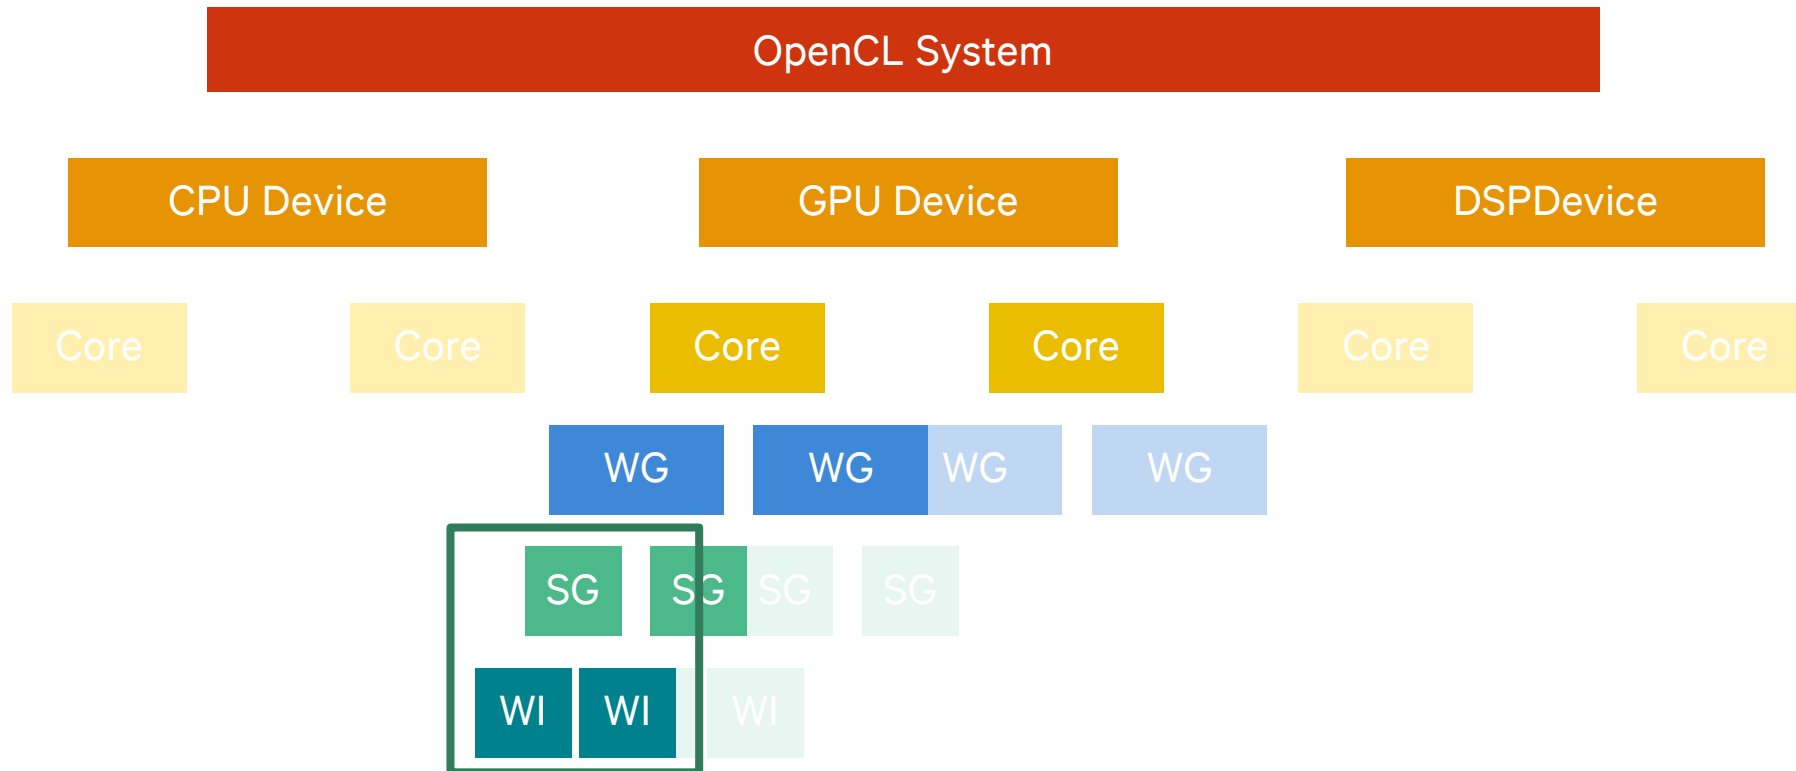 OpenCL System
CPU Device
GPU Device
DSPDevice
Core
Core
Core
Core
Core
Core
WG
WG
WG
WG
SG
SG
SG
SG
WI
WI
WI